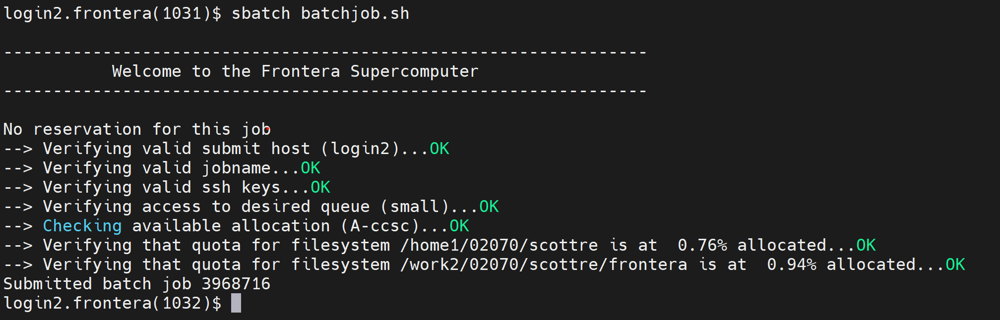 login2.frontera(1031)$ sbatch batchjob.sh
-----------------------------------------------------------------
           Welcome to the Frontera Supercomputer
-----------------------------------------------------------------
No reservation for this job
--> Verifying valid submit host (login2)...OK
--> Verifying valid jobname...OK
--> Verifying valid ssh keys...OK
--> Verifying access to desired queue (small)...OK
--> Checking available allocation (A-ccsc)...OK
--> Verifying that quota for filesystem /home1/02070/scottre is at  0.76% allocated...OK
--> Verifying that quota for filesystem /work2/02070/scottre/frontera is at  0.94% allocated...OK
Submitted batch job 3968716
login2.frontera(1032)$